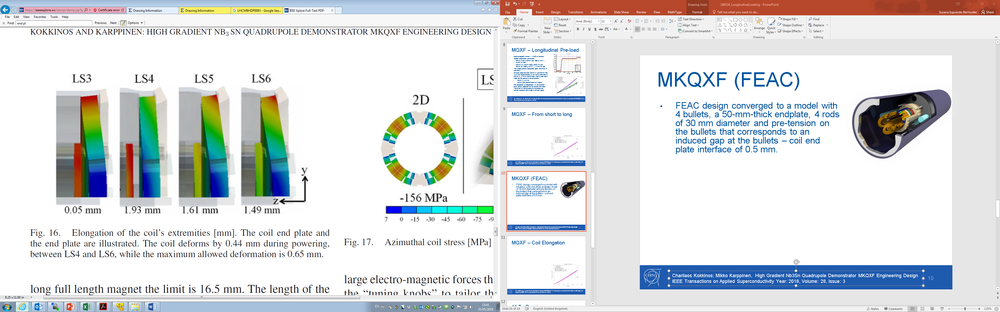 https://ieeexplore.ws/stamp/stamp.jsp?t
Certificate error
Drawing Information
Drawing Information
LHCMBHDP0083 - Google Sea...
IEEE Xplore Full-Text PDF:
File Edit View Favorites Tools Help
Find: end pl Previous Next Options
KOKKINOS AND KARPPINEN: HIGH GRADIENT NB3 SN QUADRUPOLE DEMONSTRATOR MKQXF ENGINEERING DESIGN
LS3 LS4 LS5 LS6
y
z
0.05 mm 1.93 mm 1.61 mm 1.49 mm
Fig. 16. Elongation of the coil's extremities [mm]. The coil end plate and
the end plate are illustrated. The coil deforms by 0.44 mm during powering,
between LS4 and LS6, while the maximum allowed deformation is 0.65 mm.
long full length magnet the limit is 16.5 mm. The length of the
LS
2D
-156 MPa
7 0 -15 -30 -45 -60 -75 -9
Fig. 17. Azimuthal coil stress [MPa]
large electro-magnetic forces th
the "tuning knobs" to tailor th
8.25 x 11.00 in
EN
15:41
25/05/2018
Drawing Tools
180524_LongitudinalLoading - PowerPoint
File Home Insert Design Transitions Animations Slide Show Review View MathType Format Tell me what you want to do...
Susana Izquierdo Bermudez Share
Paste
Cut
Copy
Format Painter
Clipboard
New
Slide
Layout
Reset
Section
Slides
Arial (Body) 11
B I U S abc AV Aa A
Font
Text Direction
Align Text
Convert to SmartArt
Paragraph
Arrange
Quick
Styles
Shape Fill
Shape Outline
Shape Effects
Drawing
Find
Replace
Select
Editing
8
MQXF – Longitudinal Pre-load
9
MQXF – From short to long
10
MKQXF (FEAC)
FEAC design converged to a model with
4 bullets, a 50-mm-thick endplate, 4 rods
of 30 mm diameter and pre-tension on
the bullets that corresponds to an
induced gap at the bullets – coil end
plate interface of 0.5 mm.
11
MQXF – Coil Elongation
12
MKQXF (FEAC)
• FEAC design converged to a model with
4 bullets, a 50-mm-thick endplate, 4 rods
of 30 mm diameter and pre-tension on
the bullets that corresponds to an
induced gap at the bullets – coil end
plate interface of 0.5 mm.
CERN
Charilaos Kokkinos; Mikko Karppinen, High Gradient Nb3Sn Quadrupole Demonstrator MKQXF Engineering Design
IEEE Transactions on Applied Superconductivity Year: 2018, Volume: 28, Issue: 3
10
Slide 10 of 14 English (United Kingdom)
Notes Comments 125%